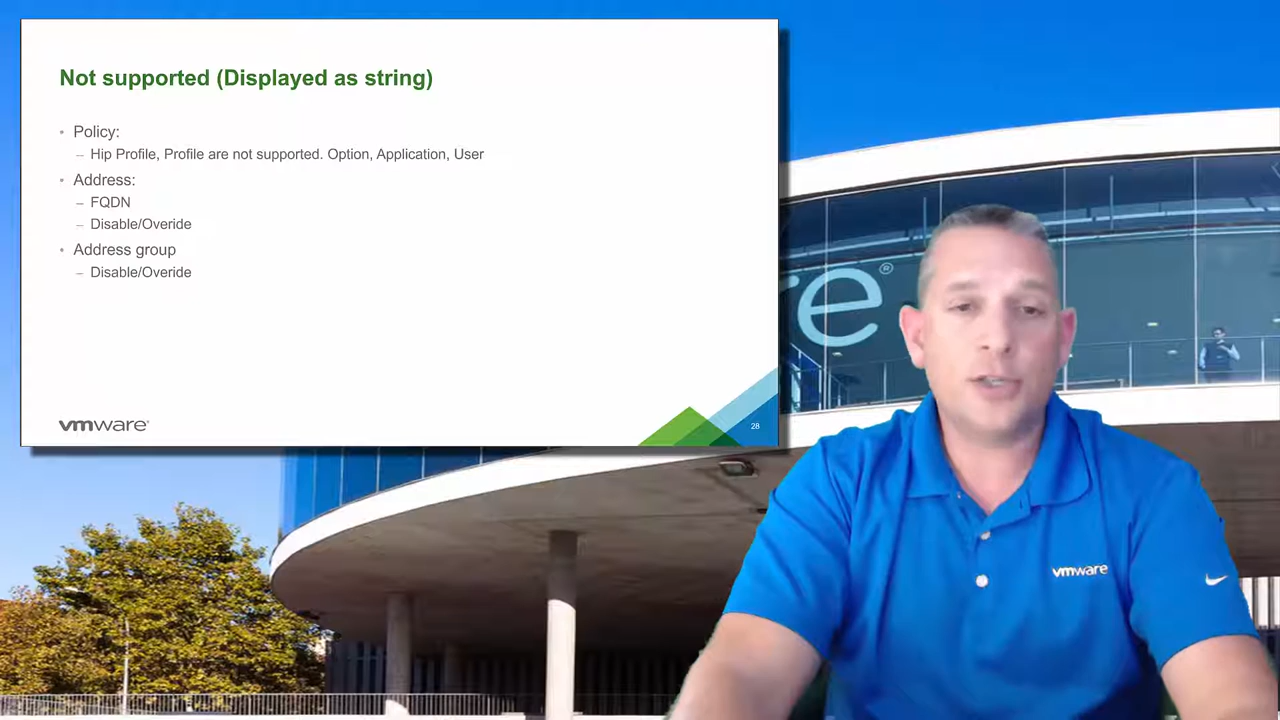 Not supported (Displayed as string)
• Policy:
– Hip Profile, Profile are not supported. Option, Application, User
• Address:
– FQDN
– Disable/Overide
• Address group
– Disable/Overide
vmware®
28
re®
vmware